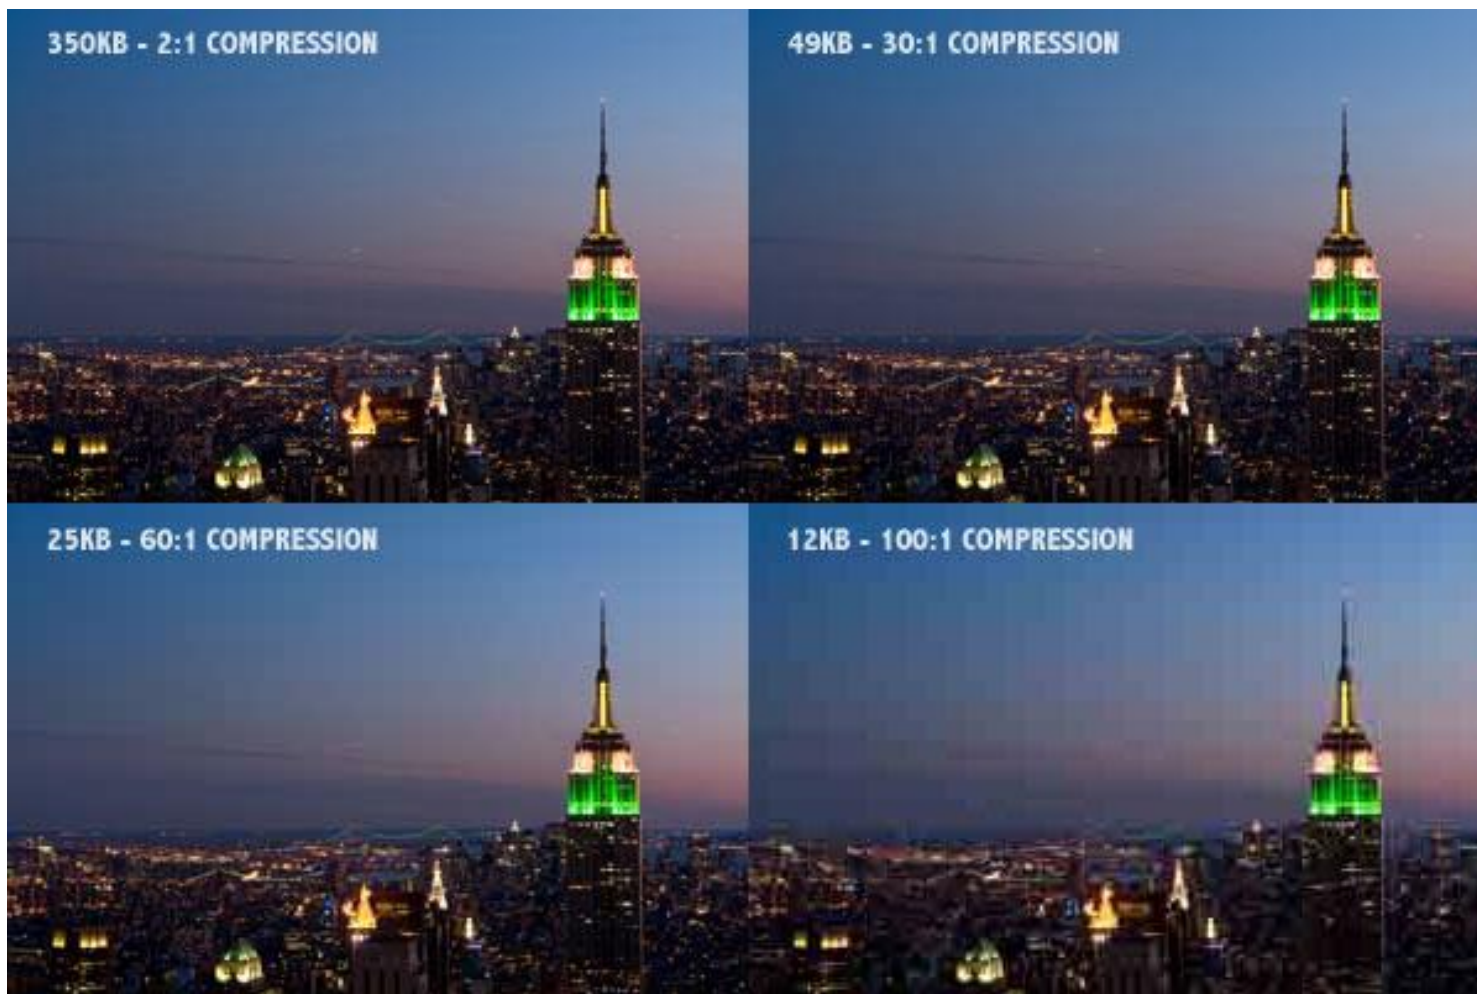 350KB - 2:1 COMPRESSION
49KB - 30:1 COMPRESSION
25KB - 60:1 COMPRESSION
12KB - 100:1 COMPRESSION